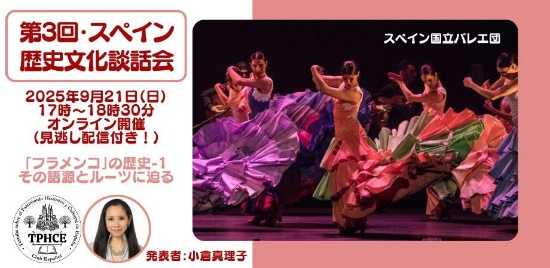 第3回・スペイン
歴史文化談話会
2025年9月21日(日)
17時～18時30分
オンライン開催
(見逃し配信付き！)
「フラメンコ」の歴史-1
その語源とルーツに迫る
TPHCE
Club Español
発表者:小倉真理子
スペイン国立バレエ団